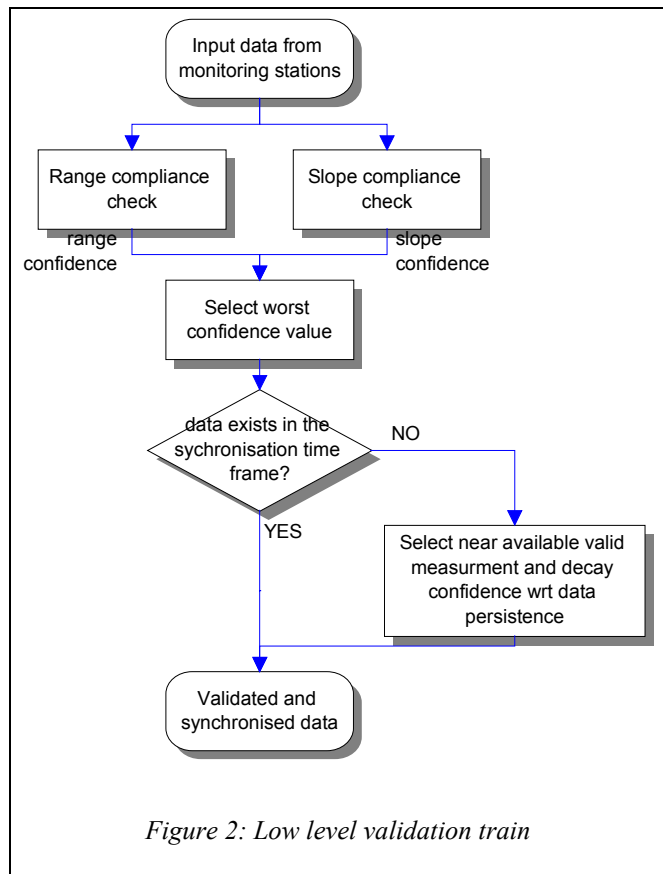 Input data from
monitoring stations
Range compliance
check
Slope compliance
check
range
confidence
slope
confidence
Select worst
confidence value
data exists in the
sychronisation time
frame?
NO
YES
Select near available valid
measurment and decay
confidence wrt data
persistence
Validated and
synchronised data
Figure 2: Low level validation train